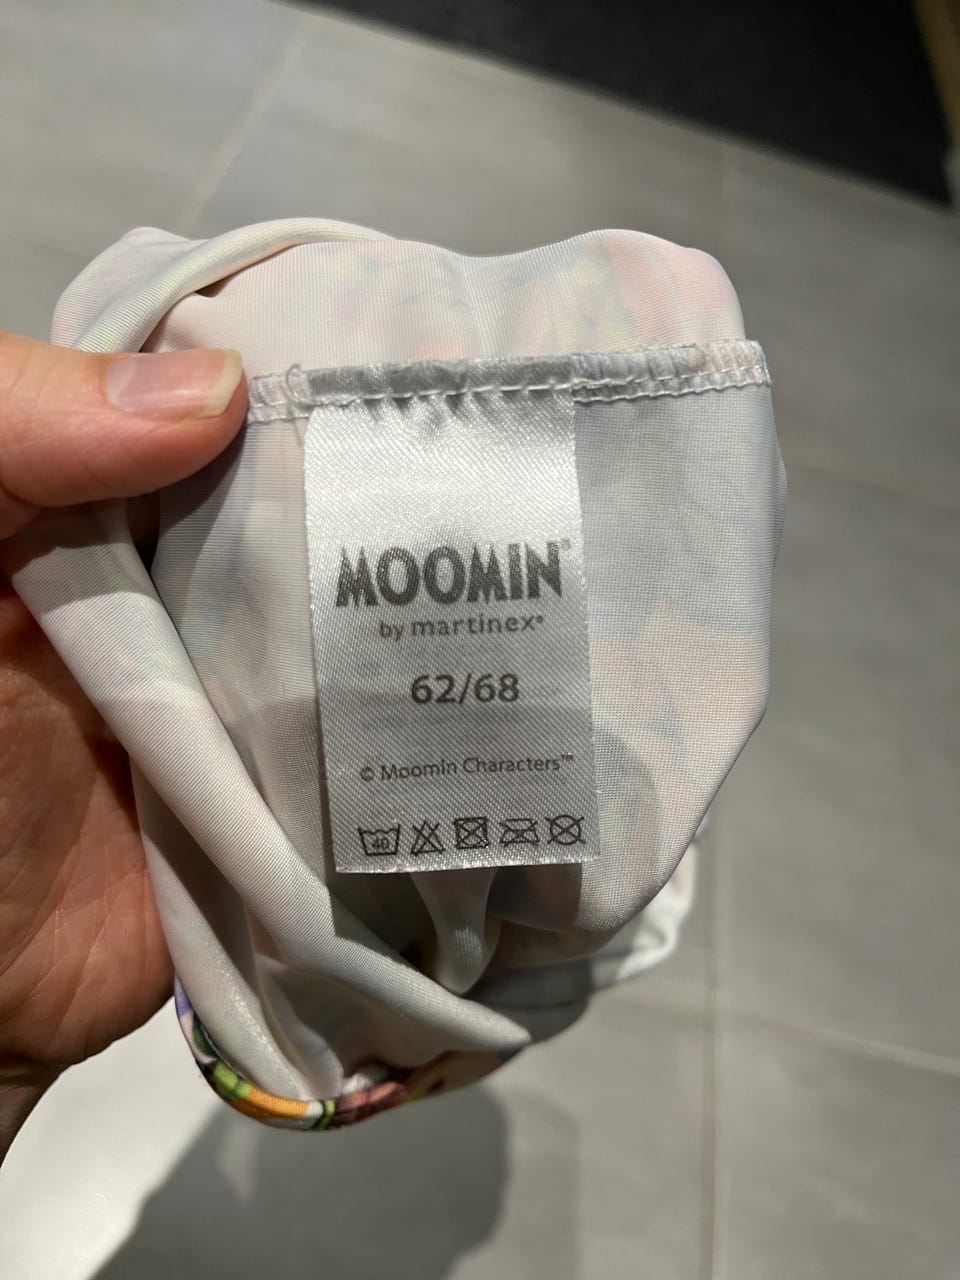 MOOMIN®
by martinex®
62/68
© Moomin Characters™
40